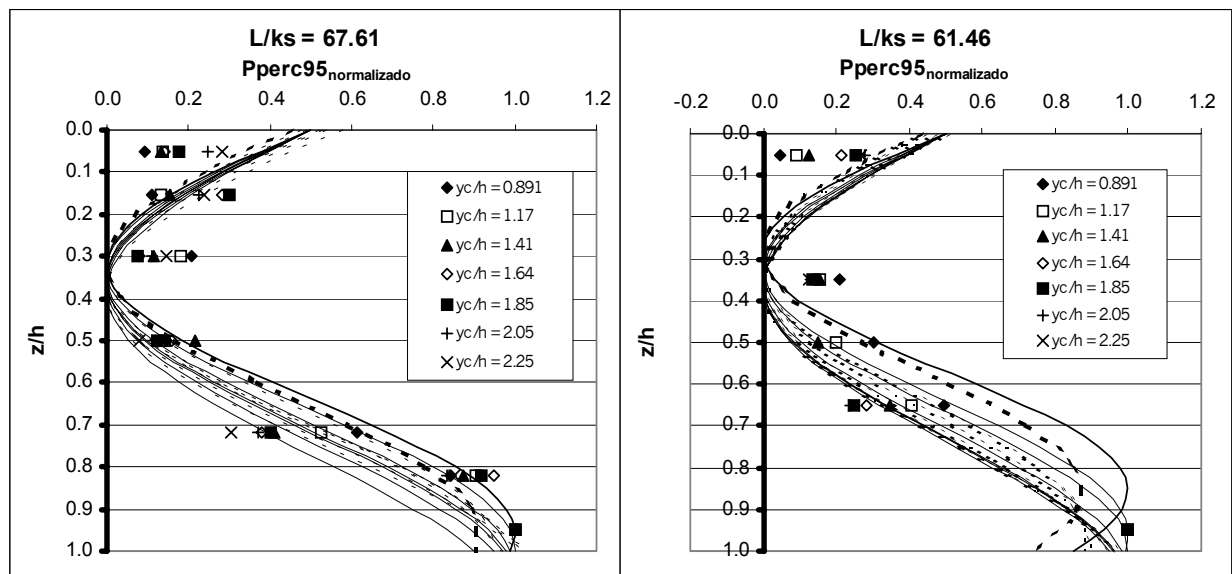 L/ks = 67.61
Pperc95normalizado
0.0 0.2 0.4 0.6 0.8 1.0 1.2
0.0
0.1
0.2
0.3
0.4
0.5
0.6
0.7
0.8
0.9
1.0
z/h
yc/h = 0.891
yc/h = 1.17
yc/h = 1.41
yc/h = 1.64
yc/h = 1.85
yc/h = 2.05
yc/h = 2.25
L/ks = 61.46
Pperc95normalizado
-0.2 0.0 0.2 0.4 0.6 0.8 1.0 1.2
0.0
0.1
0.2
0.3
0.4
0.5
0.6
0.7
0.8
0.9
1.0
z/h
yc/h = 0.891
yc/h = 1.17
yc/h = 1.41
yc/h = 1.64
yc/h = 1.85
yc/h = 2.05
yc/h = 2.25